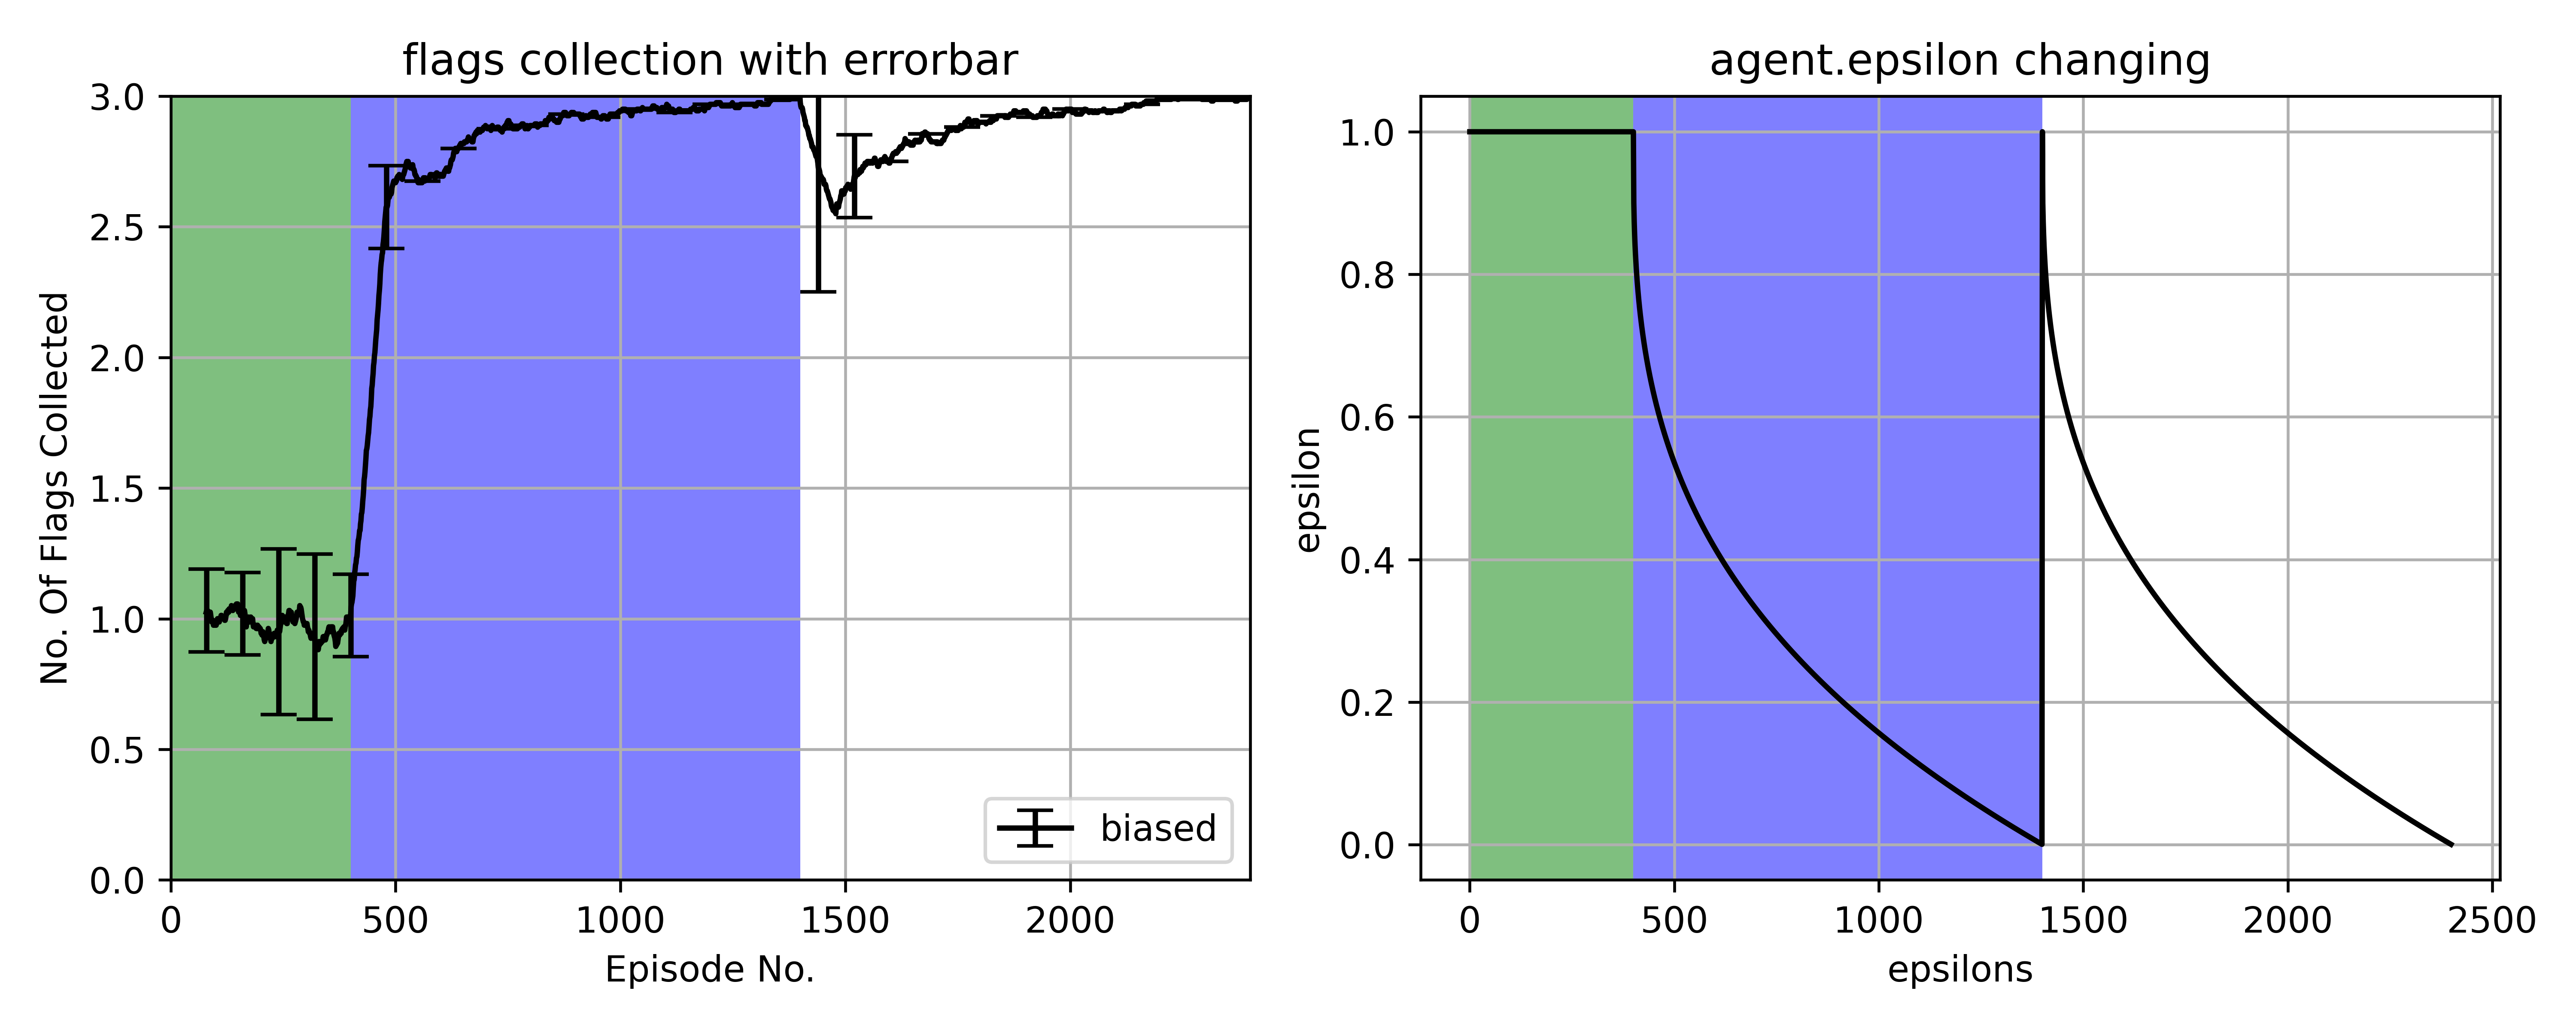 flags collection with errorbar
No. Of Flags Collected
3.0
2.5
2.0
1.5
1.0
0.5
0.0
0 500 1000 1500 2000
Episode No.
biased
agent.epsilon changing
epsilon
1.0
0.8
0.6
0.4
0.2
0.0
0 500 1000 1500 2000 2500
epsilons